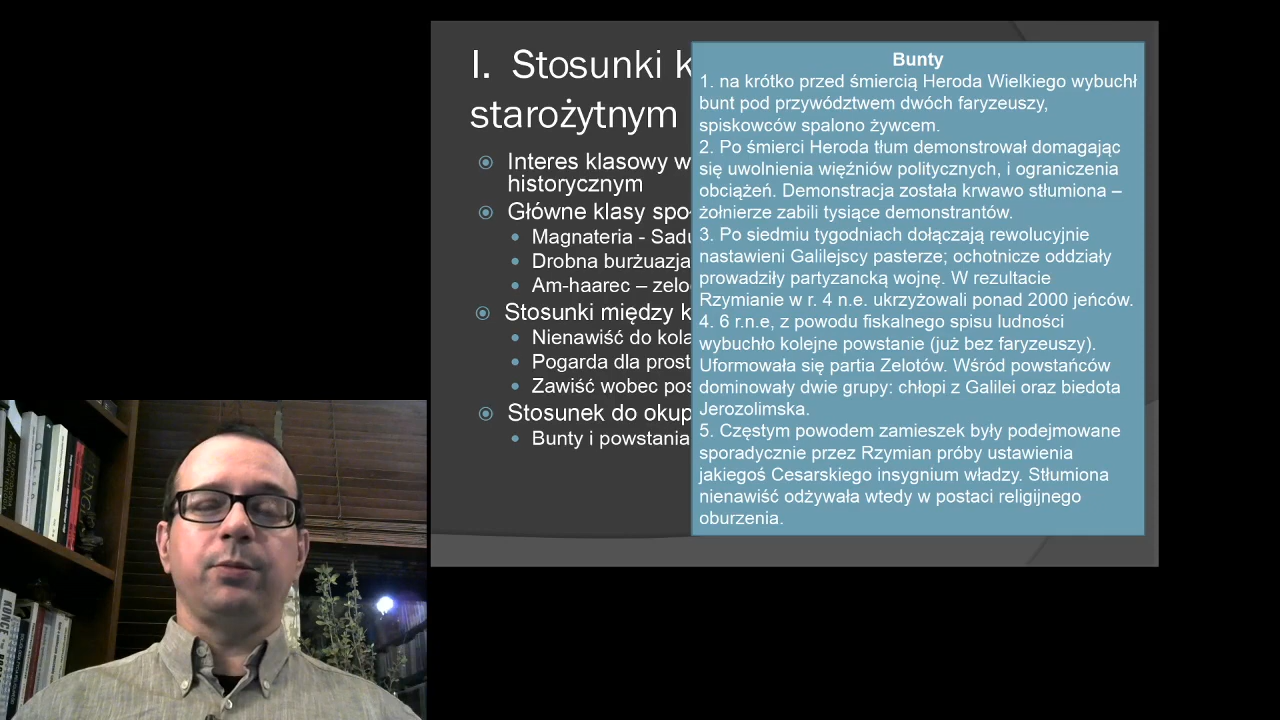 I. Stosunki k
starożytnym
Interes klasowy w
historycznym
Główne klasy spo
Magnateria - Sadu
Drobna burżuazja
Am-haarec – zelo
Stosunki między k
Nienawiść do kola
Pogarda dla prost
Zawiść wobec pos
Stosunek do okup
Bunty i powstania
Bunty
1. na krótko przed śmiercią Heroda Wielkiego wybuchł
bunt pod przywództwem dwóch faryzeuszy,
spiskowców spalono żywcem.
2. Po śmierci Heroda tłum demonstrował domagając
się uwolnienia więźniów politycznych, i ograniczenia
obciążeń. Demonstracja została krwawo stłumiona –
żołnierze zabili tysiące demonstrantów.
3. Po siedmiu tygodniach dołączają rewolucyjnie
nastawieni Galilejscy pasterze; ochotnicze oddziały
prowadziły partyzancką wojnę. W rezultacie
Rzymianie w r. 4 n.e. ukrzyżowali ponad 2000 jeńców.
4. 6 r.n.e, z powodu fiskalnego spisu ludności
wybuchło kolejne powstanie (już bez faryzeuszy).
Uformowała się partia Zelotów. Wśród powstańców
dominowały dwie grupy: chłopi z Galilei oraz biedota
Jerozolimska.
5. Częstym powodem zamieszek były podejmowane
sporadycznie przez Rzymian próby ustawienia
jakiegoś Cesarskiego insygnium władzy. Stłumiona
nienawiść odżywała wtedy w postaci religijnego
oburzenia.